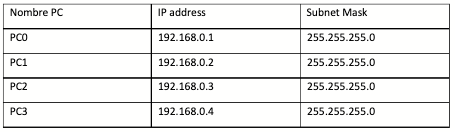 Nombre PC IP address Subnet Mask
PC0 192.168.0.1 255.255.255.0
PC1 192.168.0.2 255.255.255.0
PC2 192.168.0.3 255.255.255.0
PC3 192.168.0.4 255.255.255.0